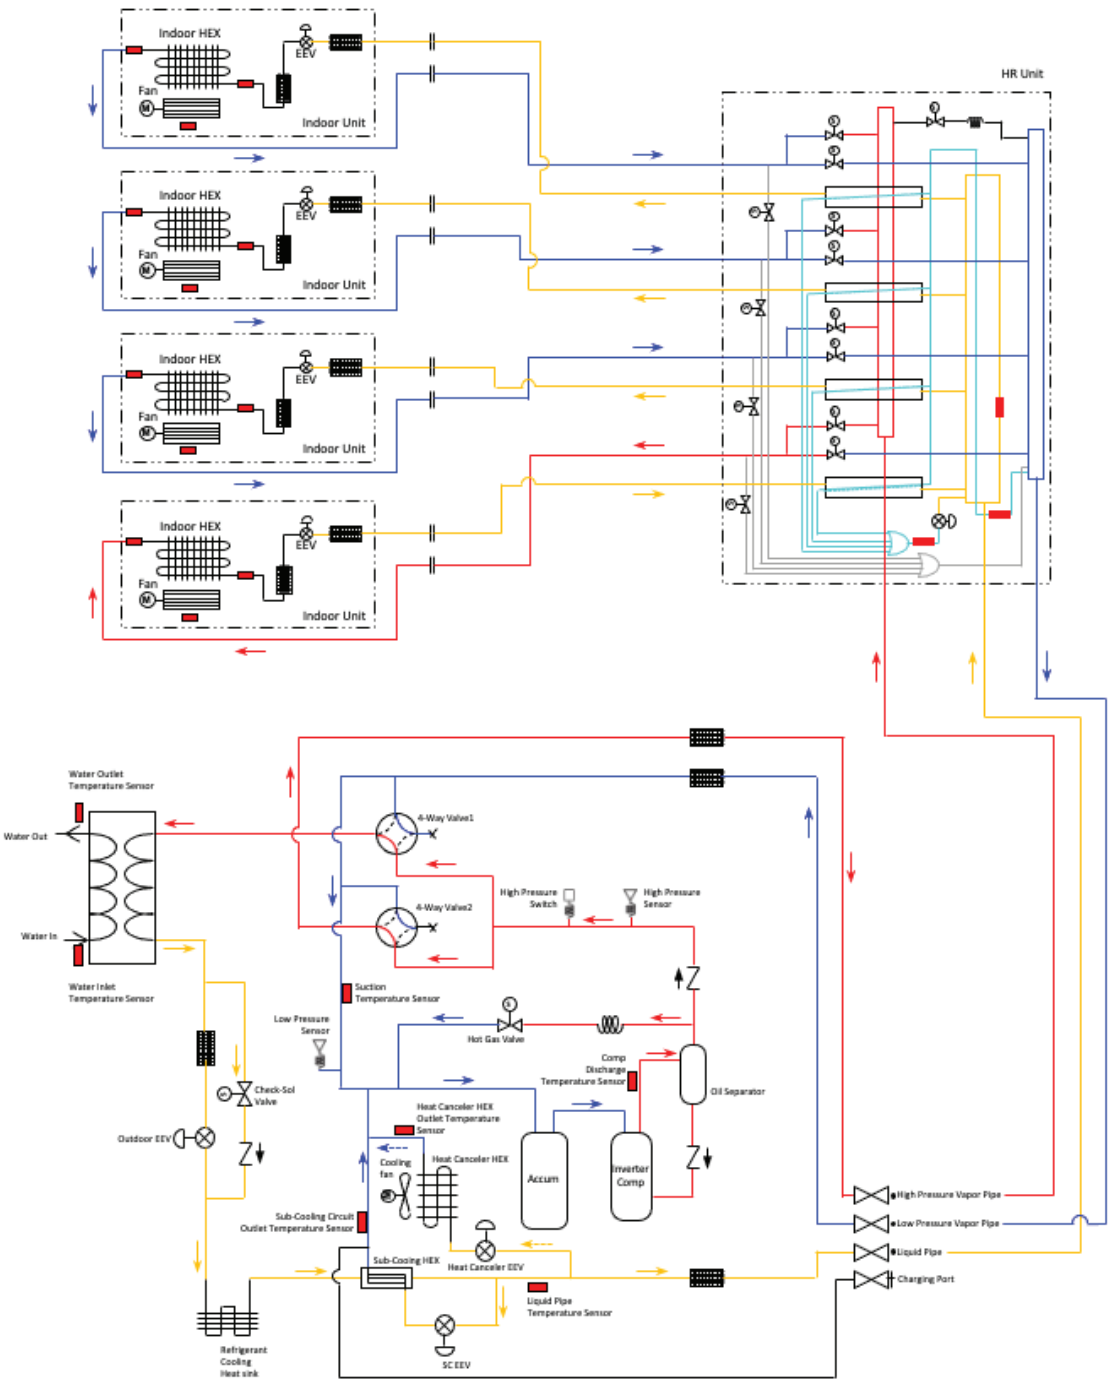 Indoor HEX
EEV
Fan
M
Indoor Unit
HR Unit
S
S
Indoor HEX
EEV
Fan
M
Indoor Unit
S
S
Indoor HEX
EEV
Fan
M
Indoor Unit
S
S
S
S
Indoor HEX
EEV
Fan
M
Indoor Unit
Water Outlet
Temperature Sensor
Water Out
4-Way Valve1
High Pressure
Switch
High Pressure
Sensor
4-Way Valve2
Water In
Water Inlet
Temperature Sensor
Suction
Temperature Sensor
Low Pressure
Sensor
S
Hot Gas Valve
Comp
Discharge
Temperature Sensor
Oil Separator
Check-Sol
Valve
Heat Canceler HEX
Outlet Temperature
Sensor
Outdoor EEV
Cooling
fan
Heat Canceler HEX
Accum
Inverter
Comp
High Pressure Vapor Pipe
Sub-Cooling Circuit
Outlet Temperature Sensor
Low Pressure Vapor Pipe
Sub-Cooing HEX
Heat Canceler EEV
Liquid Pipe
Charging Port
Liquid Pipe
Temperature Sensor
Refrigerant
Cooling
Heat sink
SC EEV